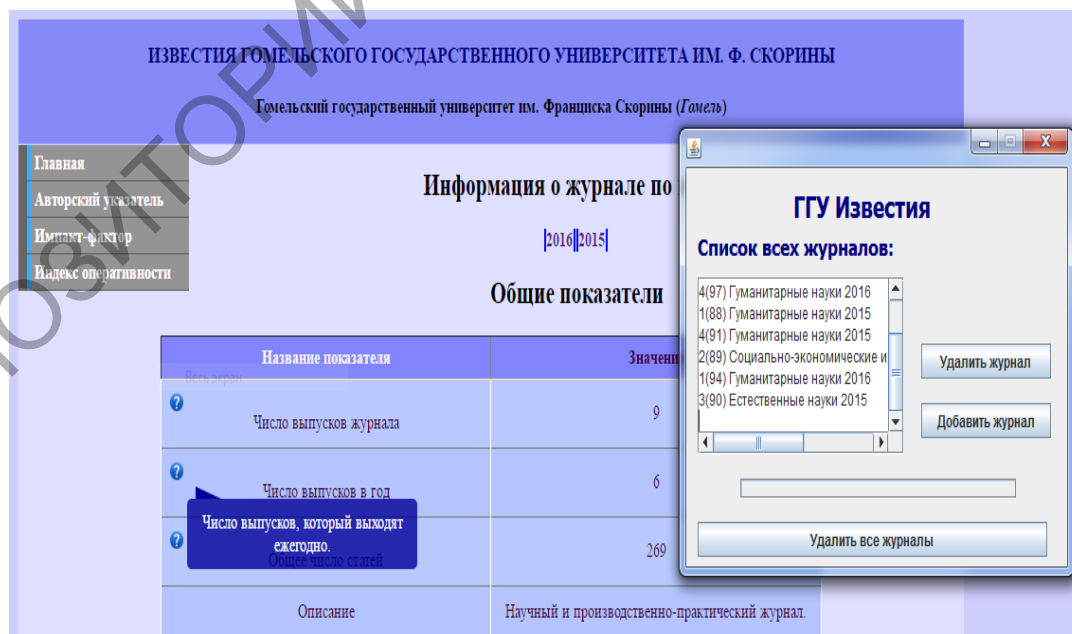 ИЗВЕСТИЯ ГОМЕЛЬСКОГО ГОСУДАРСТВЕННОГО УНИВЕРСИТЕТА ИМ. Ф. СКОРИНЫ
Гомельский государственный университет им. Франциска Скорины (Гомель)
Главная
Авторский указатель
Импакт-фактор
Индекс оперативности
Информация о журнале по
|2016||2015|
Общие показатели
Название показателя
Весь экран
Число выпусков журнала
9
Число выпусков в год
6
Число выпусков, который выходят
ежегодно.
Общее число статей
269
Описание
Научный и производственно-практический журнал.
ГГУ Известия
Список всех журналов:
4(97) Гуманитарные науки 2016
1(88) Гуманитарные науки 2015
4(91) Гуманитарные науки 2015
2(89) Социально-экономические и
1(94) Гуманитарные науки 2016
3(90) Естественные науки 2015
Удалить журнал
Добавить журнал
Удалить все журналы